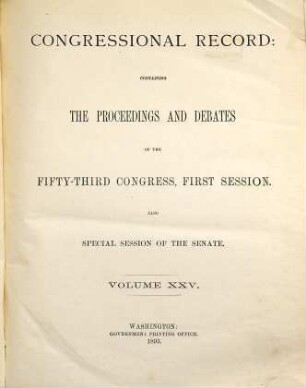 CONGRESSIONAL RECORD:
CONTAINING
THE PROCEEDINGS AND DEBATES
OF THE
FIFTY-THIRD CONGRESS, FIRST SESSION.
ALSO
SPECIAL SESSION OF THE SENATE.
VOLUME XXV.
WASHINGTON:
GOVERNMENT PRINTING OFFICE.
1893.